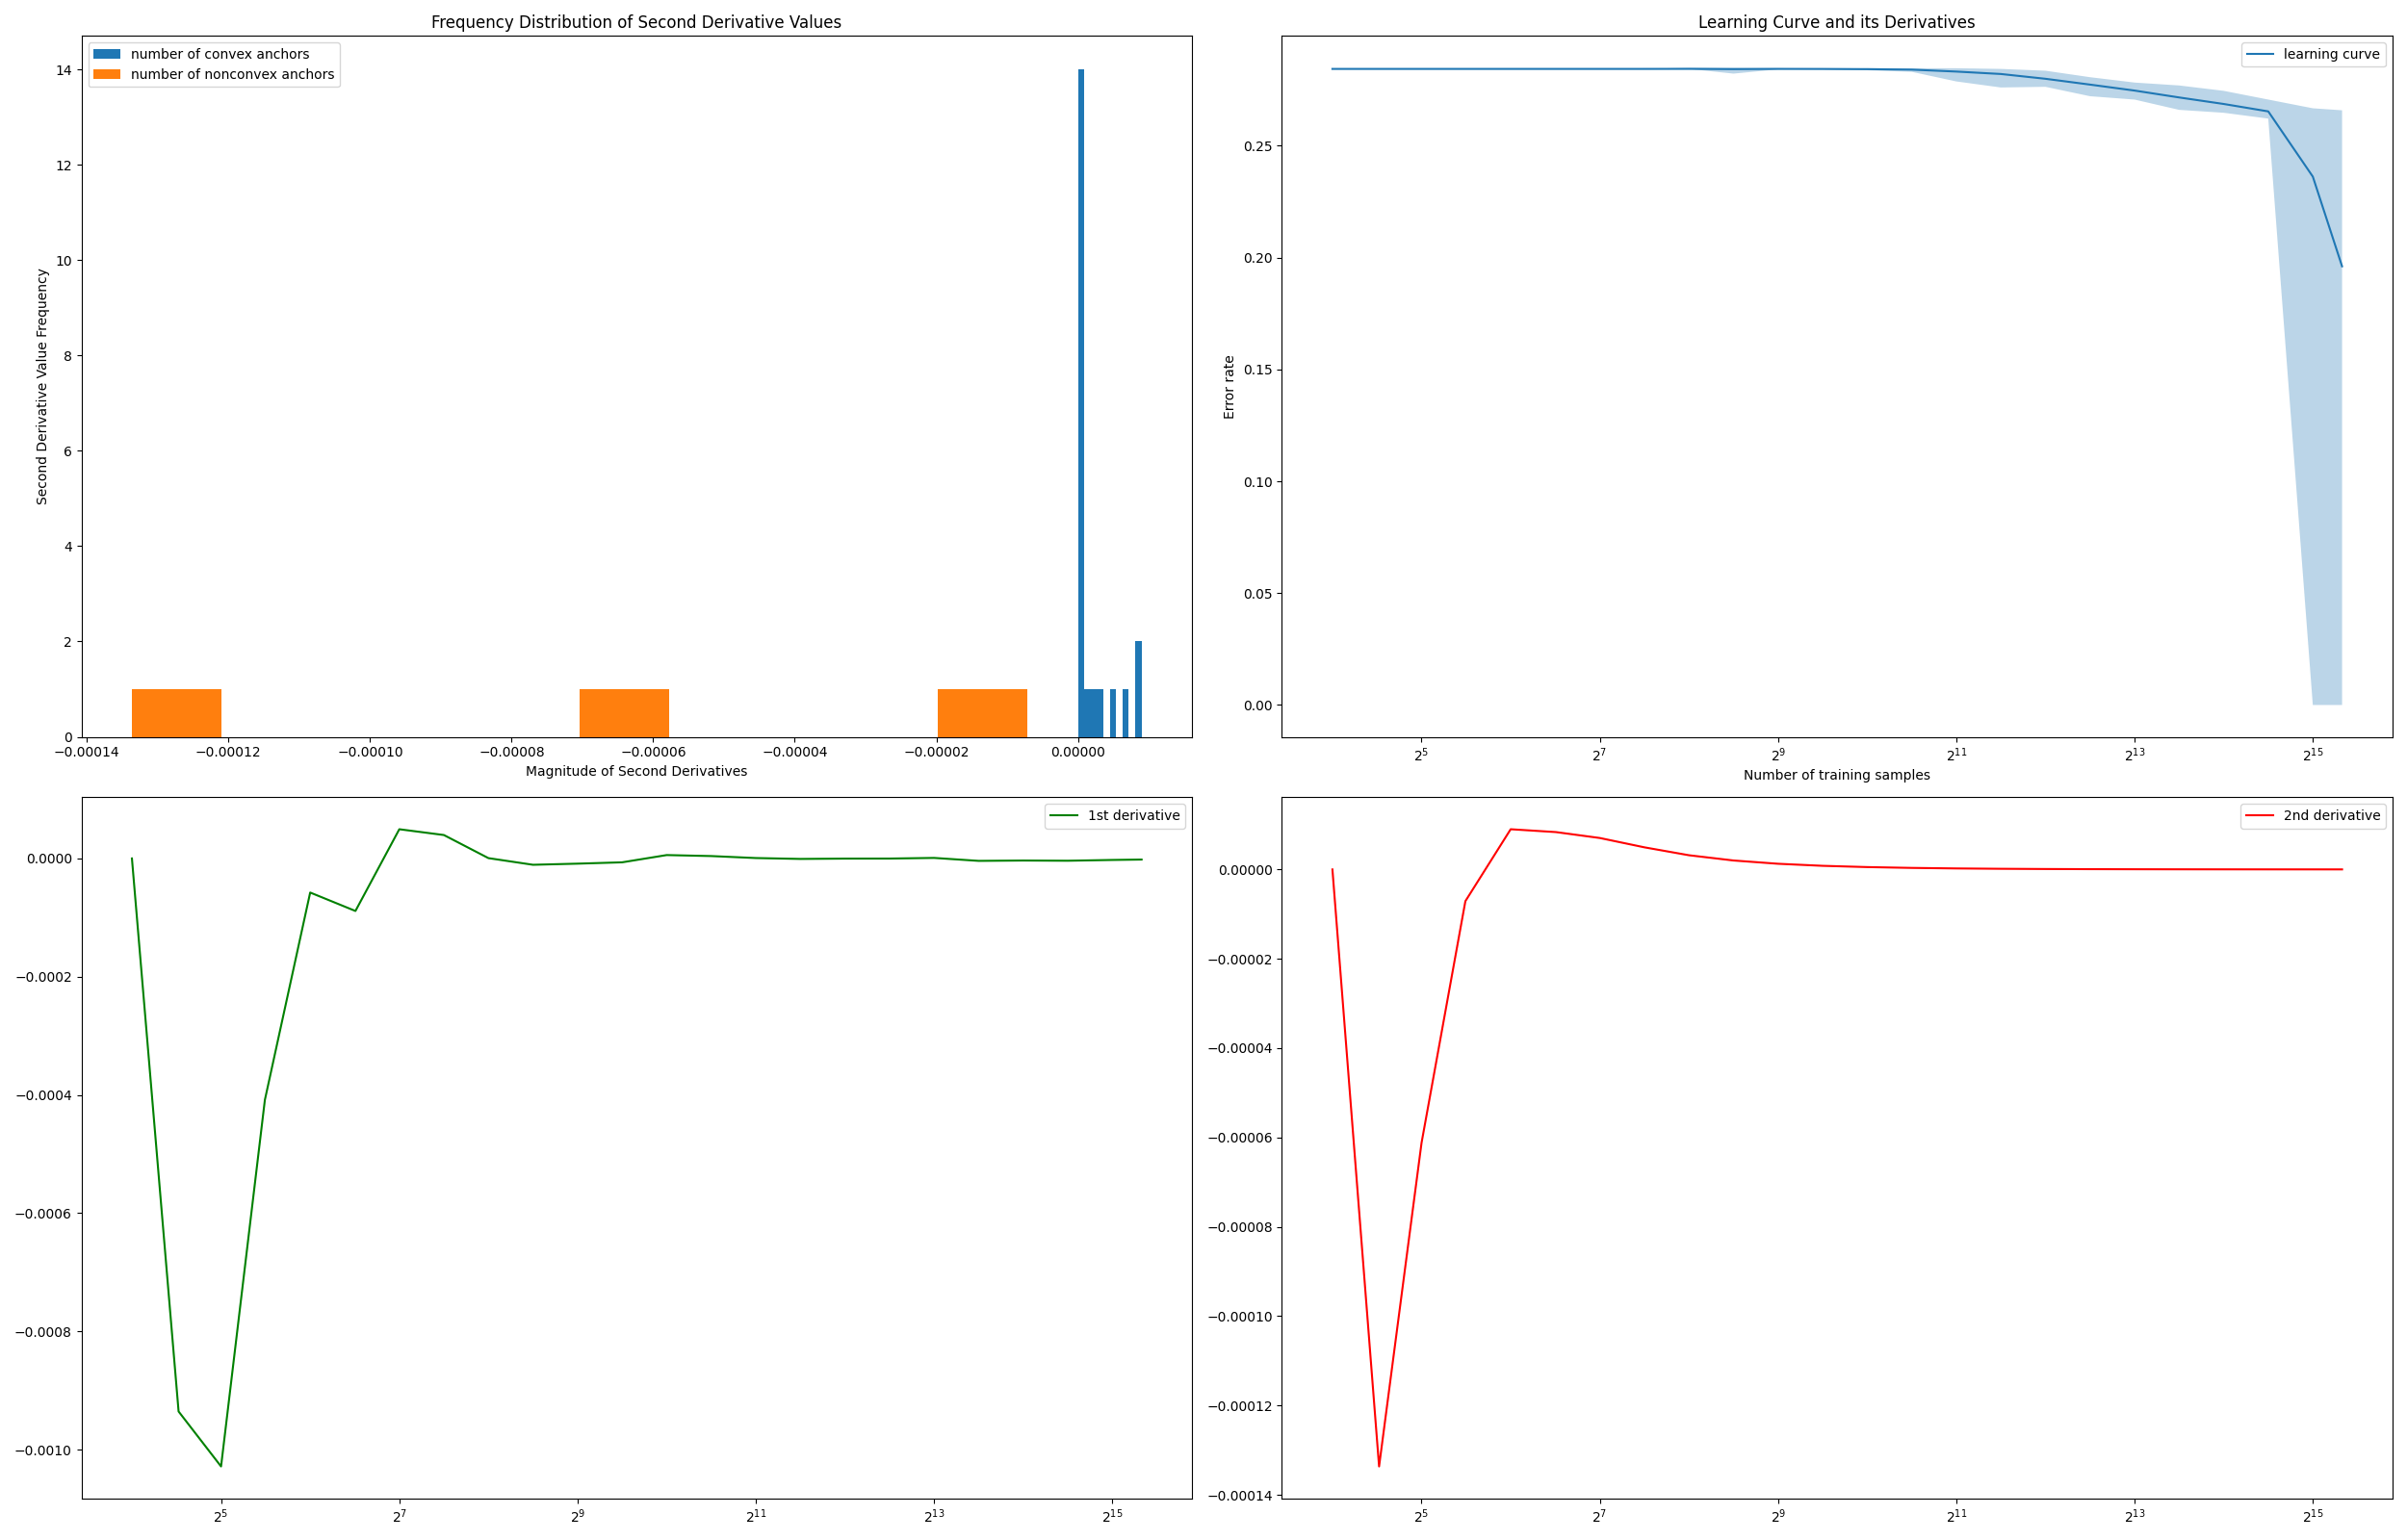 Frequency Distribution of Second Derivative Values
number of convex anchors
number of nonconvex anchors
14
12
10
8
6
4
2
0
Second Derivative Value Frequency
−0.00014 −0.00012 −0.00010 −0.00008 −0.00006 −0.00004 −0.00002 0.00000
Magnitude of Second Derivatives
Learning Curve and its Derivatives
learning curve
0.25
0.20
0.15
0.10
0.05
0.00
Error rate
2^5 2^7 2^9 2^11 2^13 2^15
Number of training samples
1st derivative
0.0000
−0.0002
−0.0004
−0.0006
−0.0008
−0.0010
2^5 2^7 2^9 2^11 2^13 2^15
2nd derivative
0.00000
−0.00002
−0.00004
−0.00006
−0.00008
−0.00010
−0.00012
−0.00014
2^5 2^7 2^9 2^11 2^13 2^15